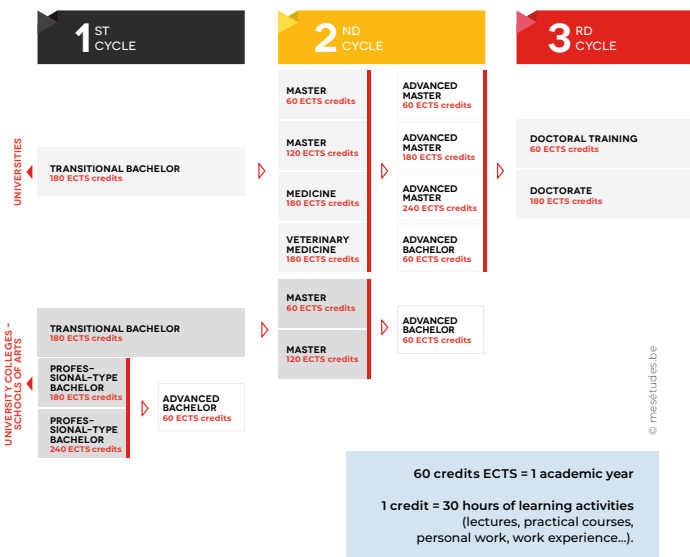 1 ST
CYCLE
2 ND
CYCLE
3 RD
CYCLE
UNIVERSITIES
TRANSITIONAL BACHELOR
180 ECTS credits
MASTER
60 ECTS credits
MASTER
120 ECTS credits
MEDICINE
180 ECTS credits
VETERINARY
MEDICINE
180 ECTS credits
ADVANCED
MASTER
60 ECTS credits
ADVANCED
MASTER
180 ECTS credits
ADVANCED
MASTER
240 ECTS credits
ADVANCED
BACHELOR
60 ECTS credits
DOCTORAL TRAINING
60 ECTS credits
DOCTORATE
180 ECTS credits
UNIVERSITY COLLEGES –
SCHOOLS OF ARTS
TRANSITIONAL BACHELOR
180 ECTS credits
PROFES–
SIONAL-TYPE
BACHELOR
180 ECTS credits
PROFES–
SIONAL-TYPE
BACHELOR
240 ECTS credits
ADVANCED
BACHELOR
60 ECTS credits
MASTER
60 ECTS credits
MASTER
120 ECTS credits
ADVANCED
BACHELOR
60 ECTS credits
© mesétudes.be
60 credits ECTS = 1 academic year
1 credit = 30 hours of learning activities
(lectures, practical courses,
personal work, work experience...).